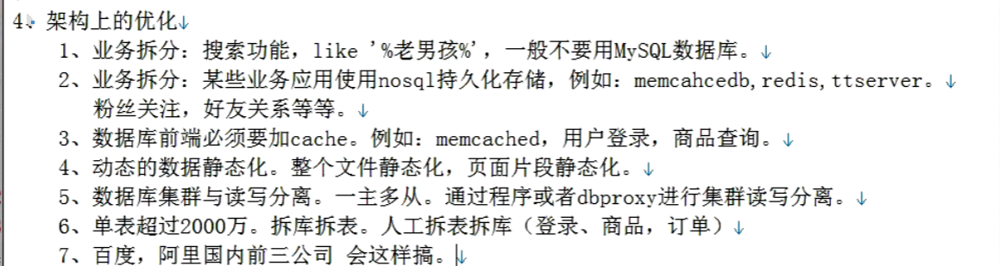 4、架构上的优化↓
1、业务拆分：搜索功能，like '%老男孩%'，一般不要用MySQL数据库。↓
2、业务拆分：某些业务应用使用nosql持久化存储，例如：memcahcedb,redis,ttserver。↓
粉丝关注，好友关系等等。↓
3、数据库前端必须要加cache。例如：memcached，用户登录，商品查询。↓
4、动态的数据静态化。整个文件静态化，页面片段静态化。↓
5、数据库集群与读写分离。一主多从。通过程序或者dbproxy进行集群读写分离。↓
6、单表超过2000万。拆库拆表。人工拆表拆库（登录、商品，订单）↓
7、百度，阿里国内前三公司 会这样搞。↓